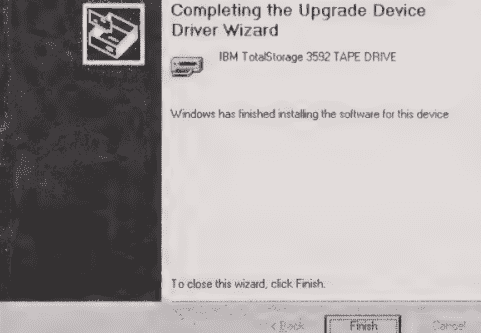 Completing the Upgrade Device
Driver Wizard
IBM TotalStorage 3592 TAPE DRIVE
Windows has finished installing the software for this device
To close this wizard, click Finish.
< Back
Finish
Cancel